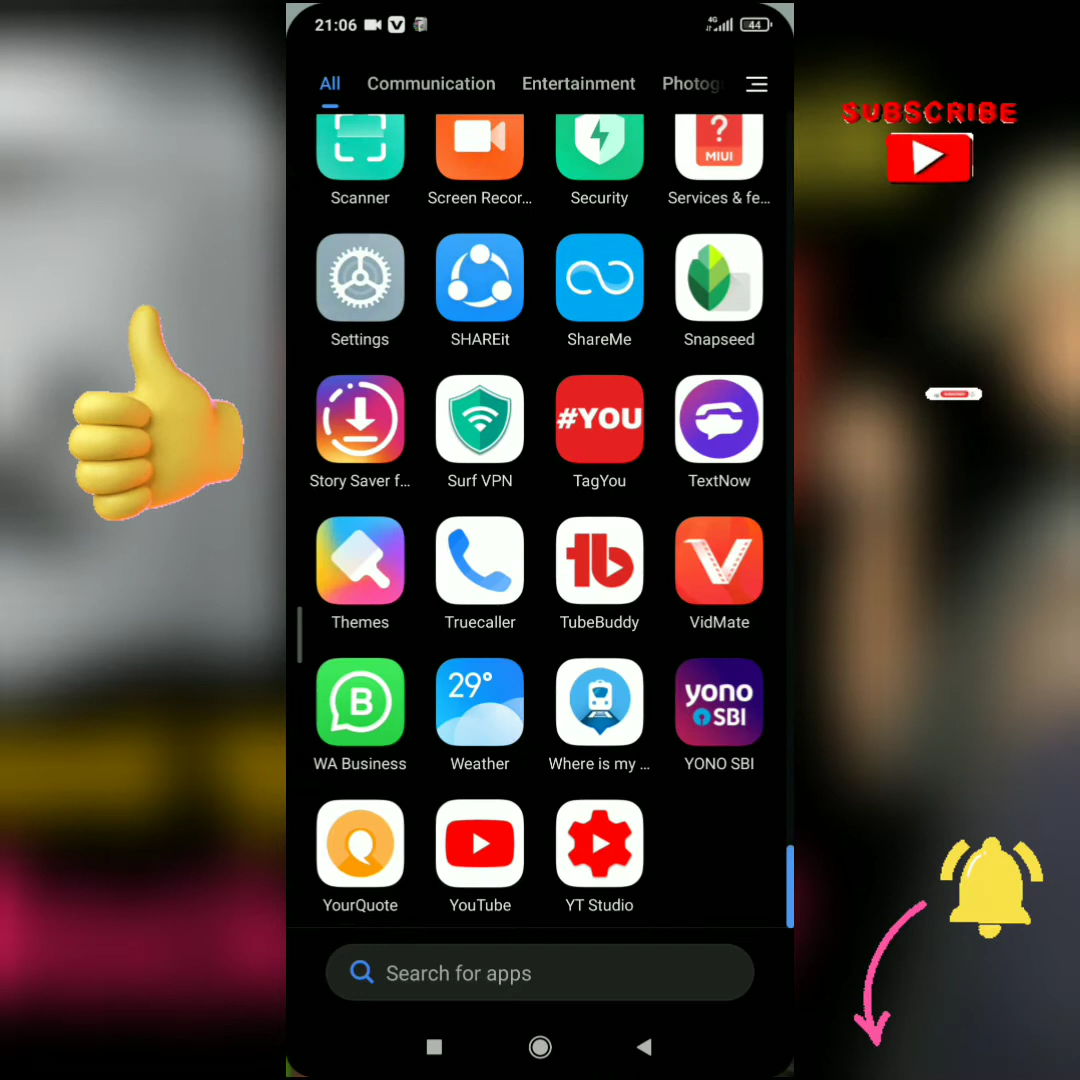 21:06
4G
44
All Communication Entertainment Photog
SUBSCRIBE
?
MIUI
Scanner Screen Recor... Security Services & fe...
Settings SHAREit ShareMe Snapseed
#YOU
Story Saver f... Surf VPN TagYou TextNow
tb
V
Themes Truecaller TubeBuddy VidMate
B
29°
yono
SBI
WA Business Weather Where is my ... YONO SBI
YourQuote YouTube YT Studio
Search for apps